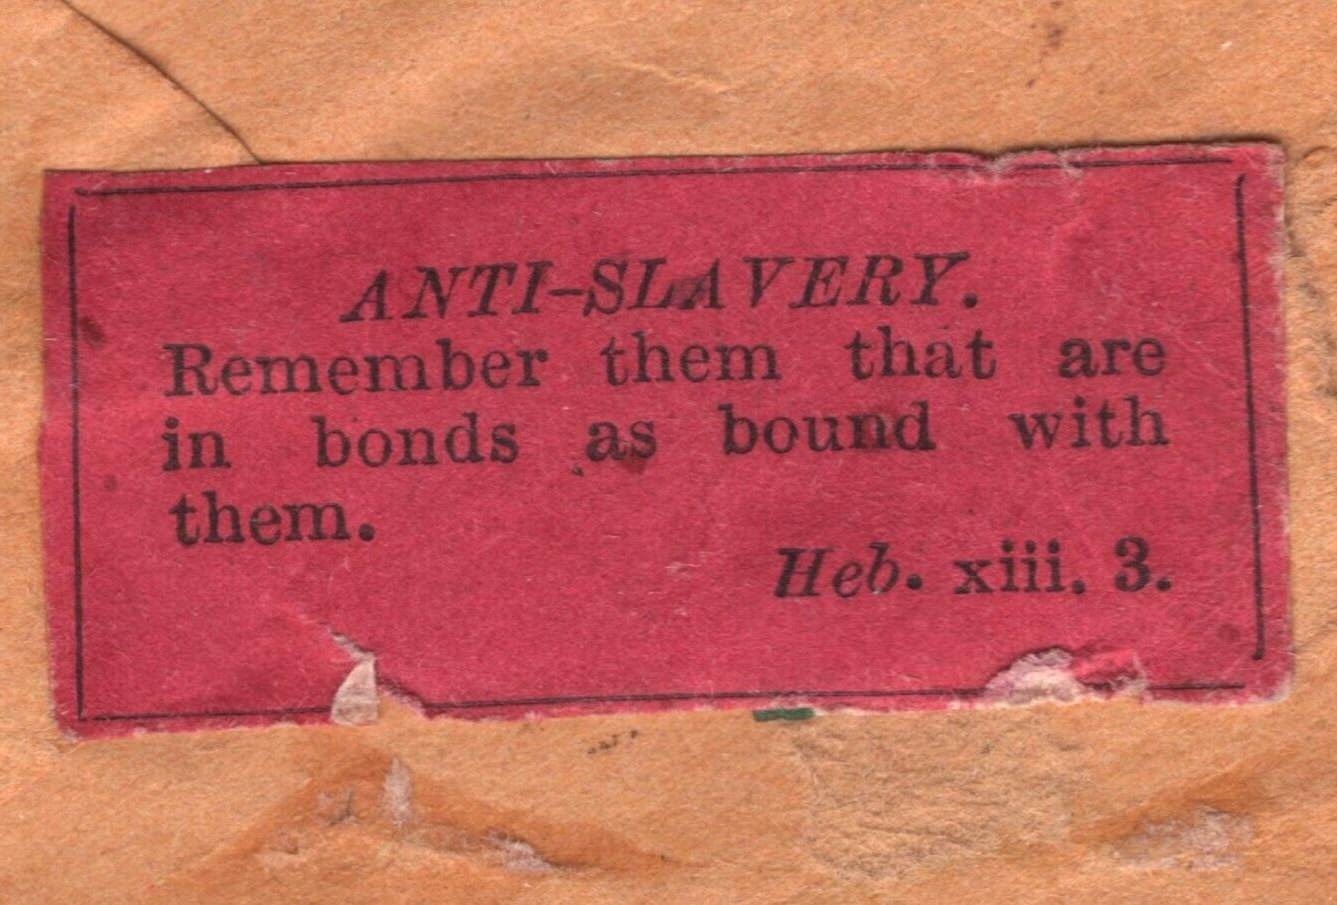 ANTI-SLAVERY.
Remember them that are
in bonds as bound with
them.
Heb. xiii. 3.